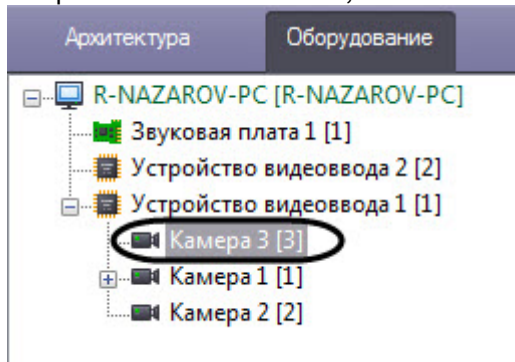 Архитектура Оборудование
R-NAZAROV-PC [R-NAZAROV-PC]
Звуковая плата 1 [1]
Устройство видеоввода 2 [2]
Устройство видеоввода 1 [1]
Камера 3 [3]
Камера 1 [1]
Камера 2 [2]